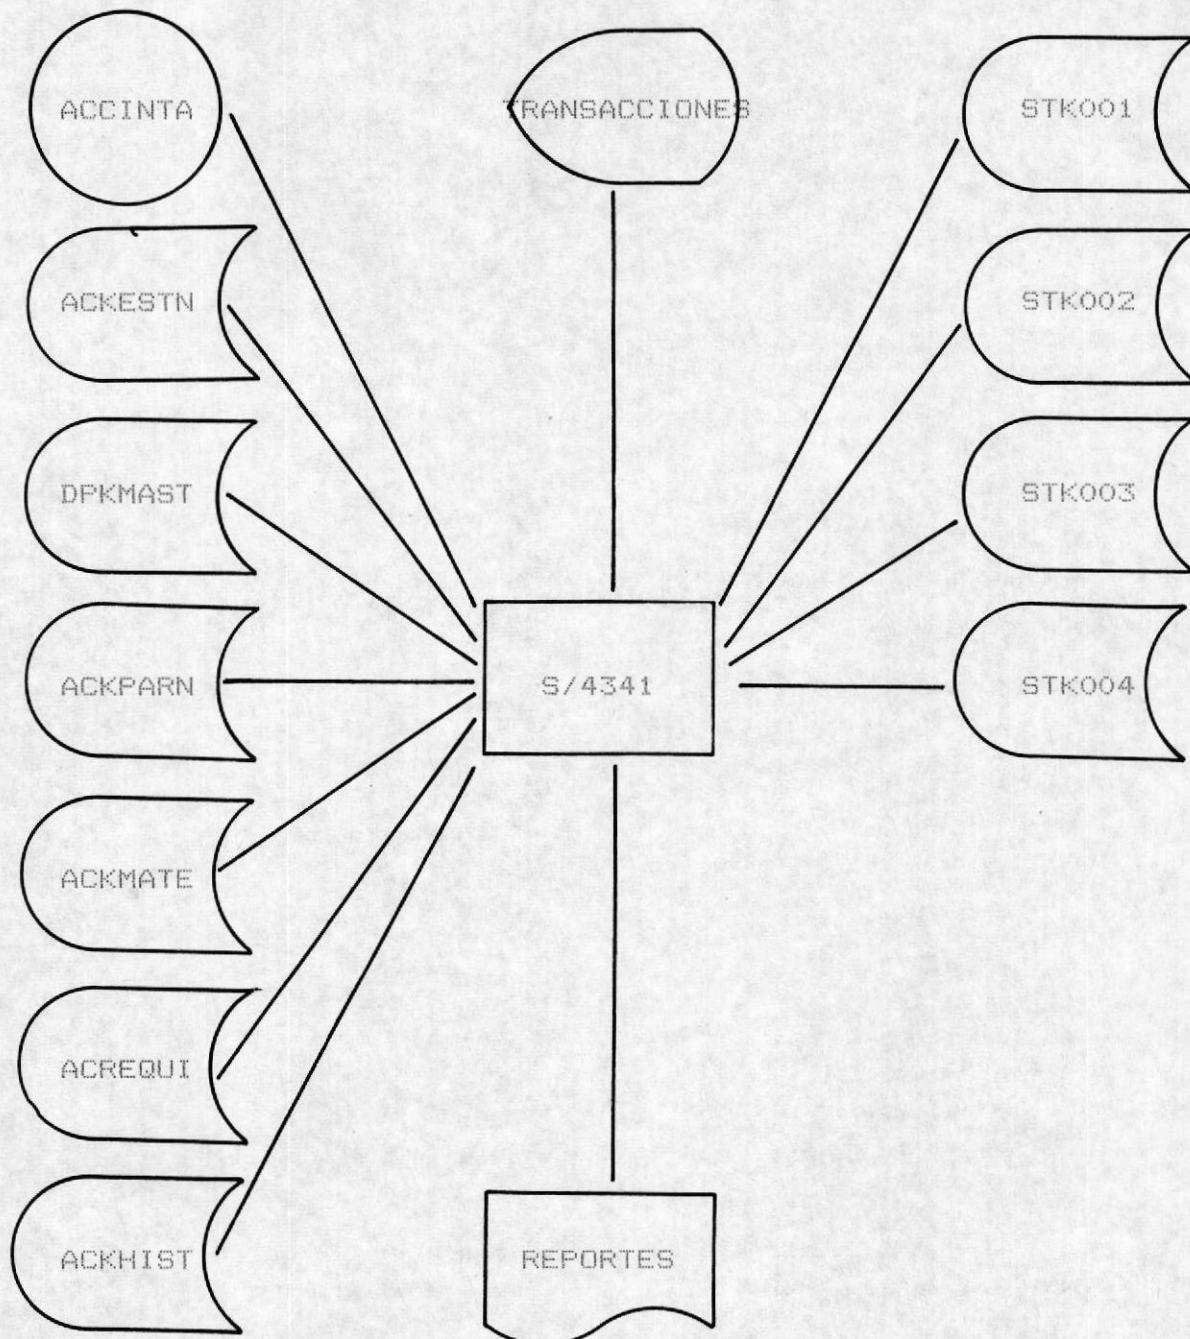 ACCINTA
TRANSACCIONES
STK001
ACKESTN
STK002
DPKMAST
STK003
ACKPARN
S/4341
STK004
ACKMATE
ACREQUI
ACKHIST
REPORTES